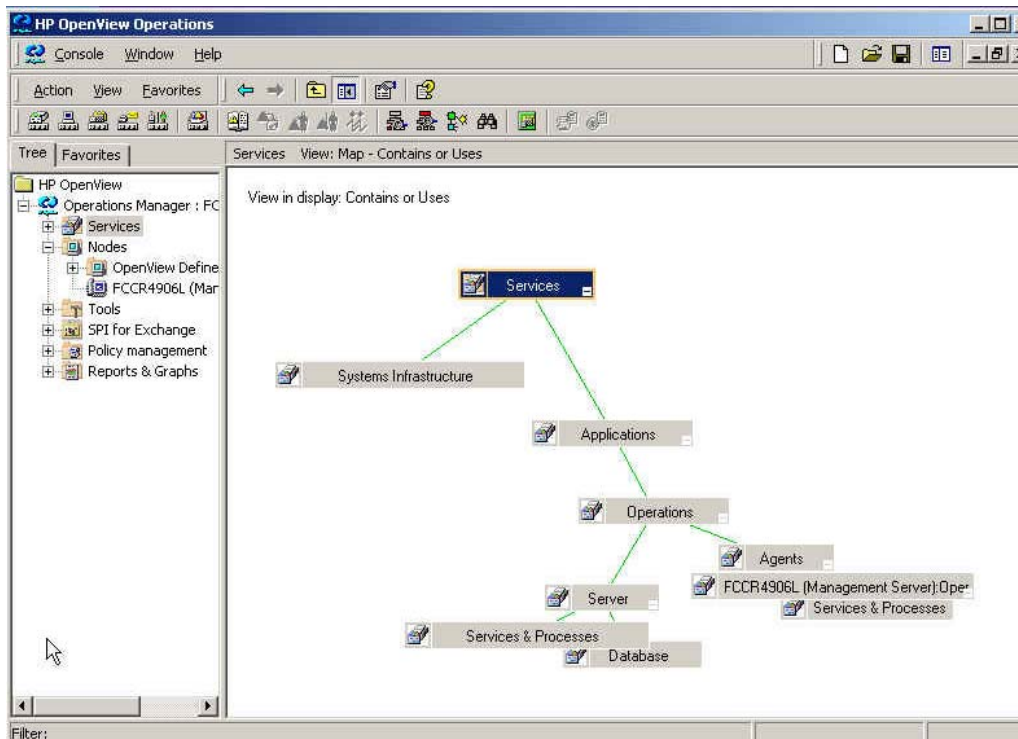 HP OpenView Operations
Console Window Help
Action View Favorites
Tree Favorites Services View: Map - Contains or Uses
HP OpenView
Operations Manager : FC
Services
Nodes
OpenView Define
FCCR4906L (Mar
Tools
SPI for Exchange
Policy management
Reports & Graphs
View in display: Contains or Uses
Services
Systems Infrastructure
Applications
Operations
Agents
FCCR4906L (Management Server):Oper
Services & Processes
Server
Services & Processes
Database
Filter: